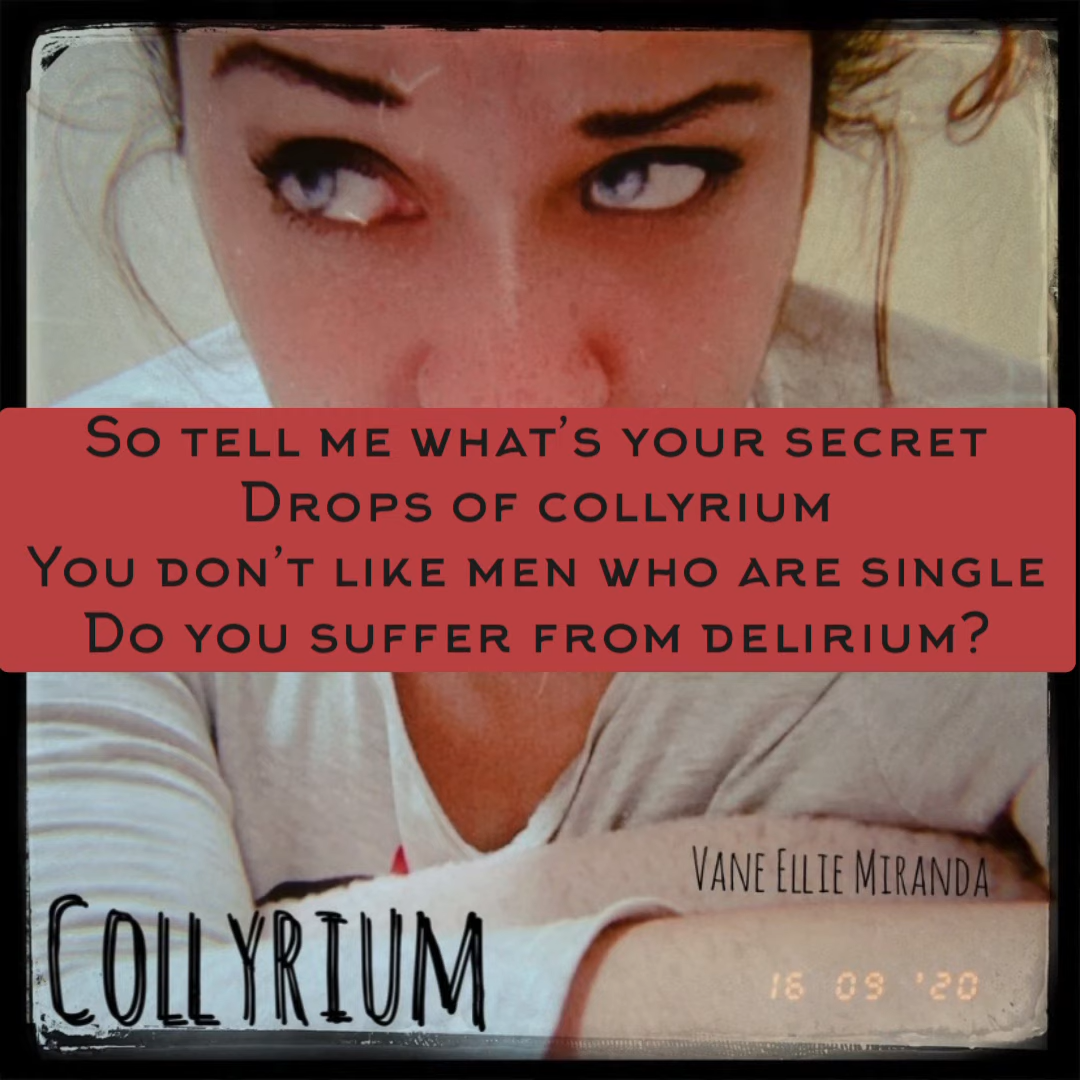 So tell me what's your secret
Drops of collyrium
You don't like men who are single
Do you suffer from delirium?
Vane Ellie Miranda
Collyrium
16 09 '20